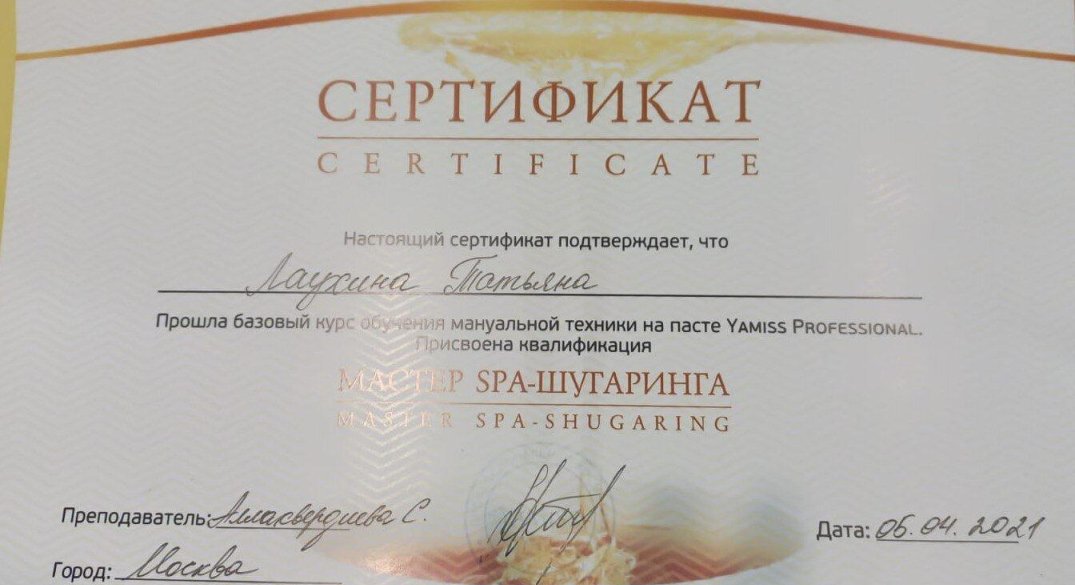 СЕРТИФИКАТ
CERTIFICATE
Настоящий сертификат подтверждает, что
Лаухина Татьяна
Прошла базовый курс обучения мануальной техники на пасте YAMISS PROFESSIONAL.
Присвоена квалификация
МАСТЕР SPA-ШУГАРИНГА
MASTER SPA-SHUGARING
Преподаватель: Аллахвердиева С.
Дата: 06.04.2021
Город: Москва